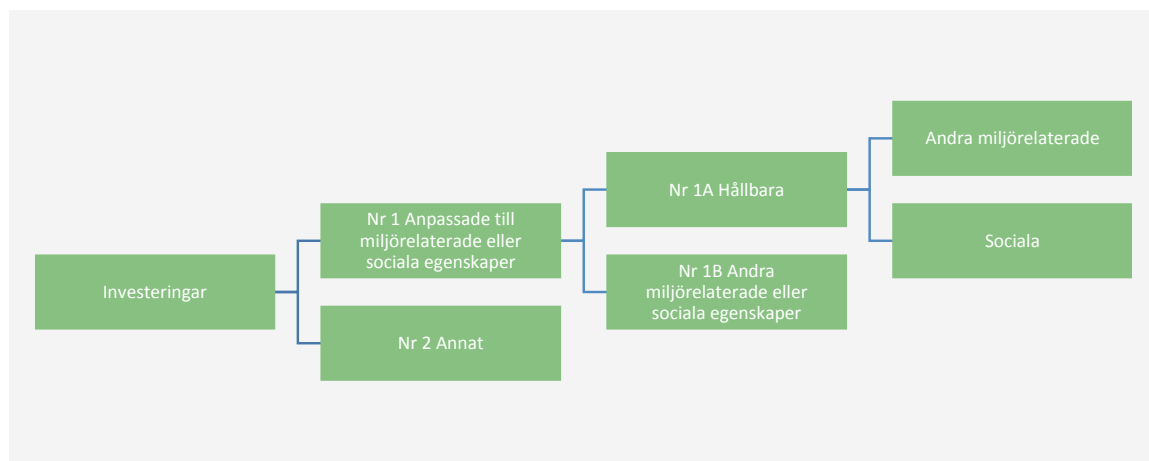 Investeringar
Nr 1 Anpassade till
miljörelaterade eller
sociala egenskaper
Nr 2 Annat
Nr 1A Hållbara
Nr 1B Andra
miljörelaterade eller
sociala egenskaper
Andra miljörelaterade
Sociala